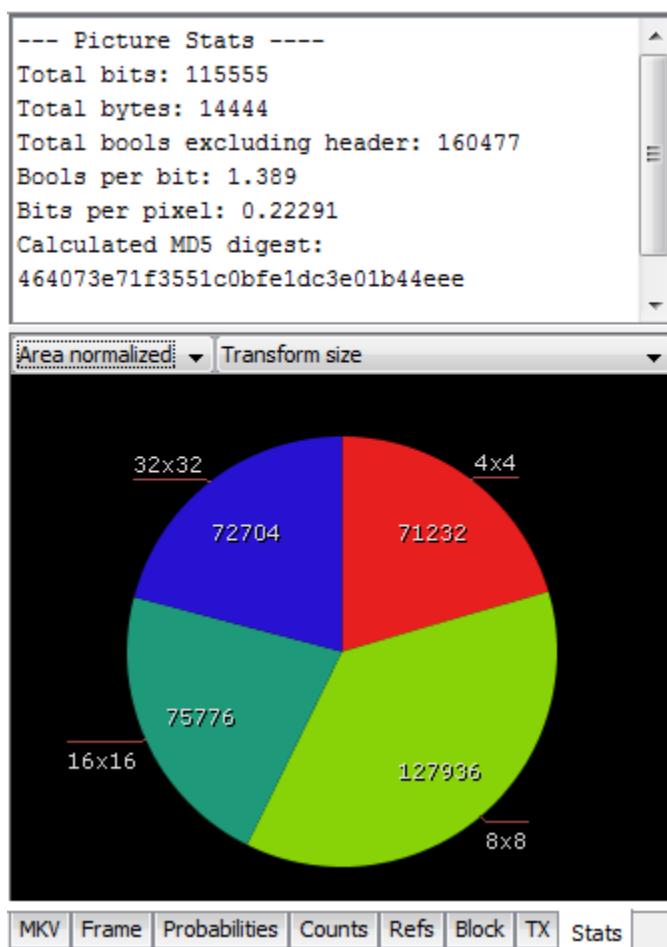 --- Picture Stats ----
Total bits: 115555
Total bytes: 14444
Total bools excluding header: 160477
Bools per bit: 1.389
Bits per pixel: 0.22291
Calculated MD5 digest:
464073e71f3551c0bfe1dc3e01b44eee
Area normalized Transform size
32x32 4x4
72704 71232
75776
16x16
127936
8x8
MKV Frame Probabilities Counts Refs Block TX Stats